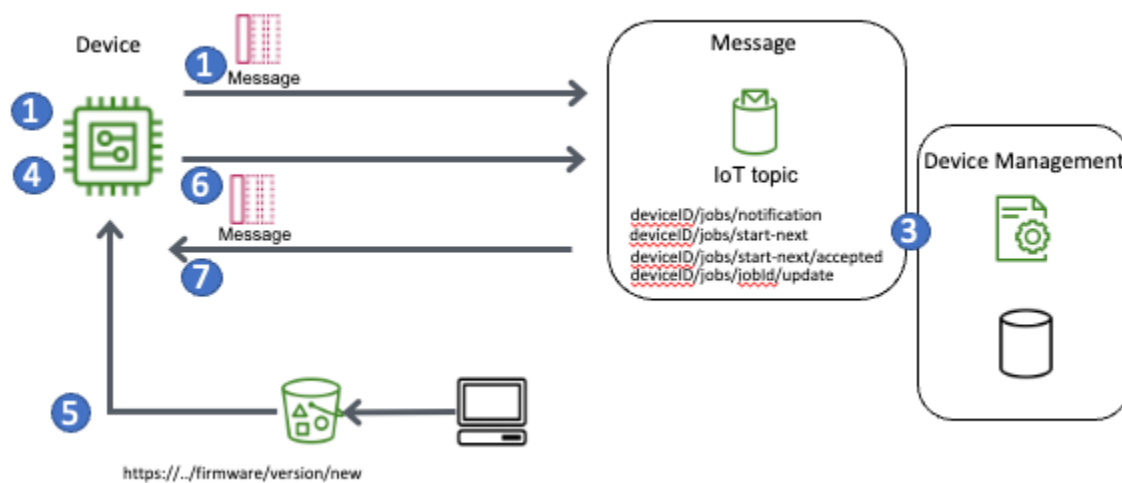 Device
1
Message
1
4
6
Message
7
5
https://../firmware/version/new
Message
IoT topic
deviceID/jobs/notification
deviceID/jobs/start-next
deviceID/jobs/start-next/accepted
deviceID/jobs/jobId/update
3
Device Management